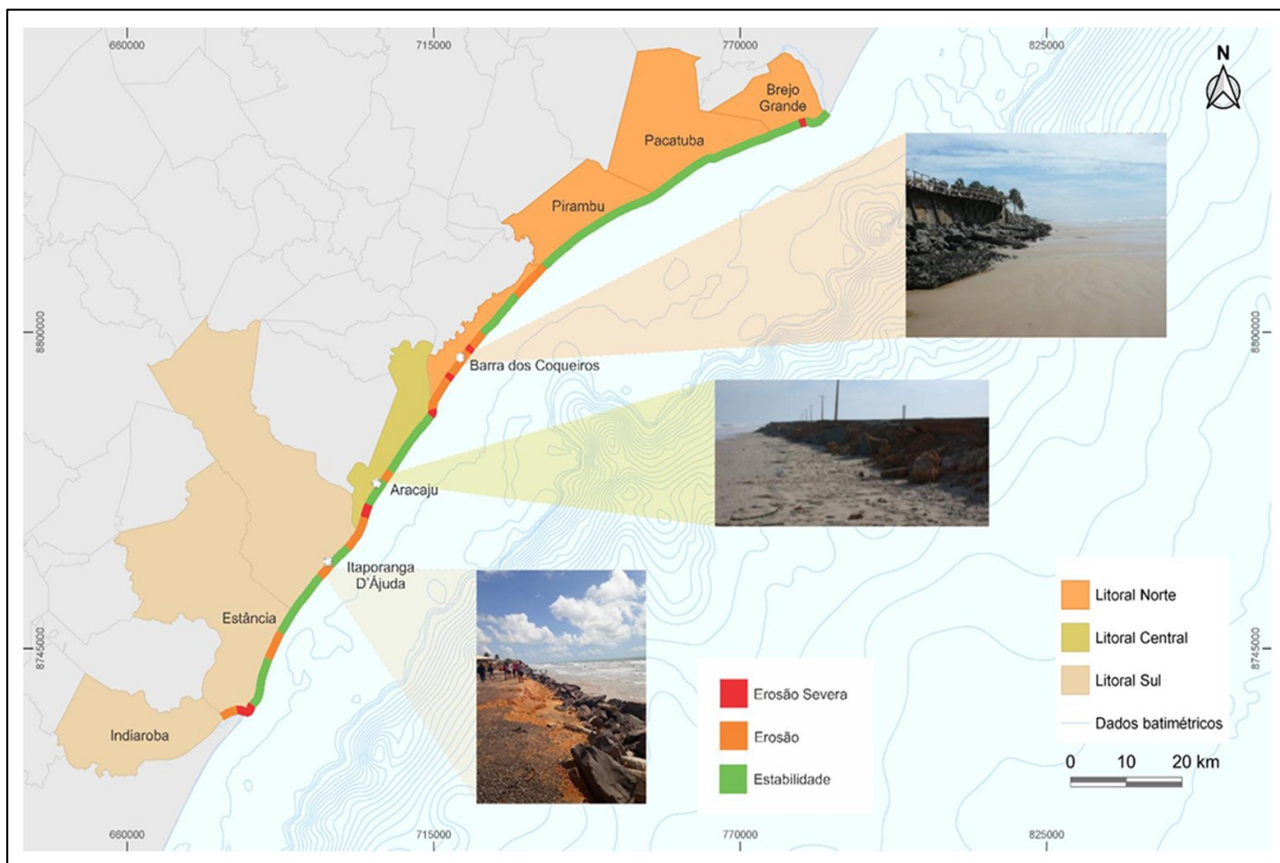 660000
715000
770000
825000
N
Brejo
Grande
Pacatuba
Pirambu
8800000
8800000
Barra dos Coqueiros
Aracaju
Itaporanga
D'Ájuda
Estância
Litoral Norte
Litoral Central
8745000
8745000
Litoral Sul
Erosão Severa
Dados batimétricos
Indiaroba
Erosão
0 10 20 km
Estabilidade
660000
715000
770000
825000